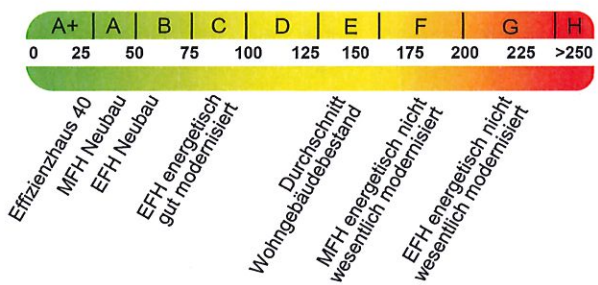 A+ A B C D E F G H
0 25 50 75 100 125 150 175 200 225 >250
Effizienzhaus 40
MFH Neubau
EFH Neubau
EFH energetisch
gut modernisiert
Durchschnitt
Wohngebäudebestand
MFH energetisch nicht
wesentlich modernisiert
EFH energetisch nicht
wesentlich modernisiert